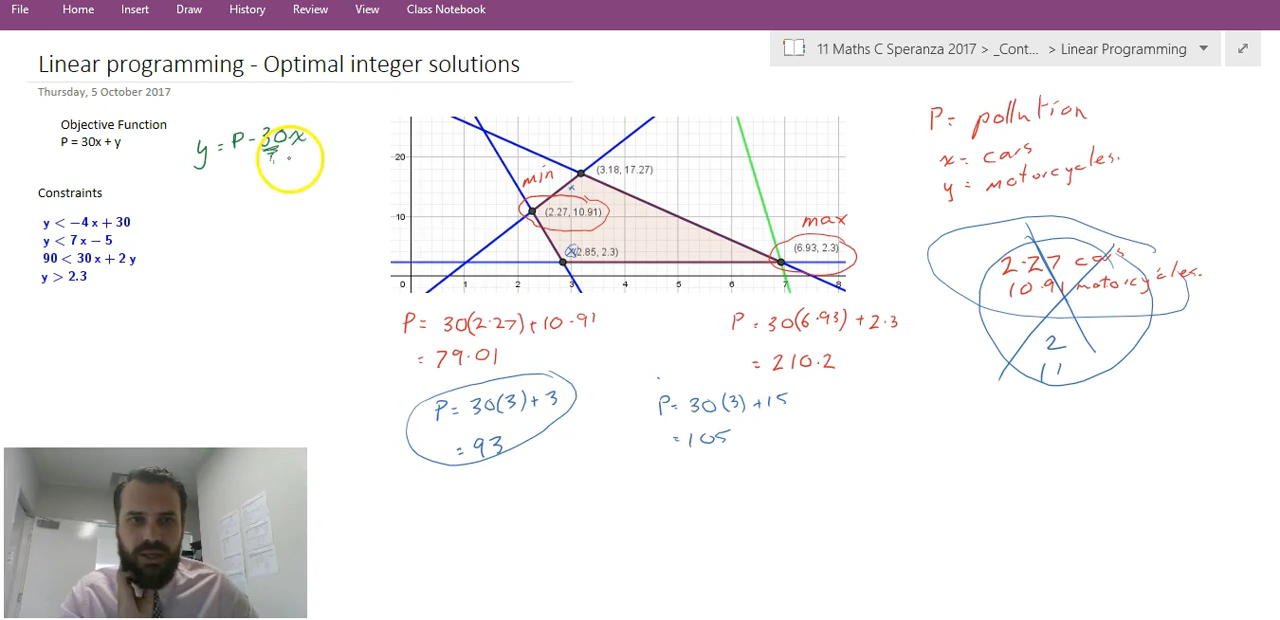 File Home Insert Draw History Review View Class Notebook
11 Maths C Speranza 2017 > _Cont... > Linear Programming
Linear programming - Optimal integer solutions
Thursday, 5 October 2017
Objective Function
P = 30x + y
y = P - 30x
Constraints
y < -4x + 30
y < 7x - 5
90 < 30x + 2y
y > 2.3
20
10
0 1 2 3 4 5 6 7 8
min
(3.18, 17.27)
(2.27, 10.91)
(2.85, 2.3)
max
(6.93, 2.3)
P = 30(2.27) + 10.91
= 79.01
P = 30(6.93) + 2.3
= 210.2
P = 30(3) + 3
= 93
P = 30(3) + 15
= 105
P = pollution
x = cars
y = motorcycles.
2.27 cars
10.91 motorcycles.
2
11